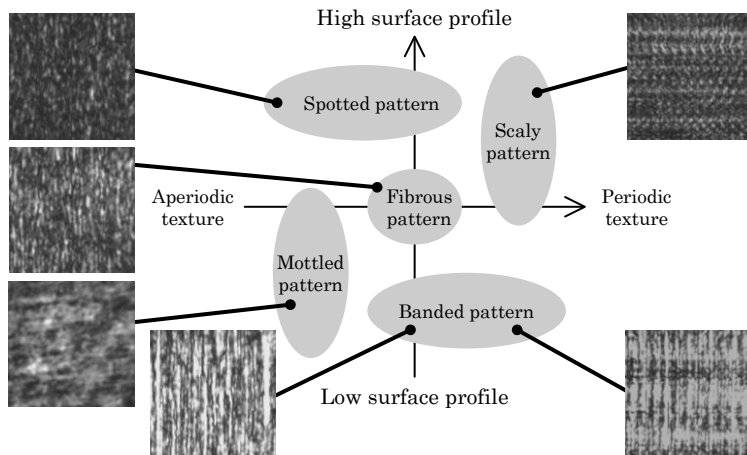 High surface profile
Spotted pattern
Scaly
pattern
Aperiodic
texture
Fibrous
pattern
Periodic
texture
Mottled
pattern
Banded pattern
Low surface profile